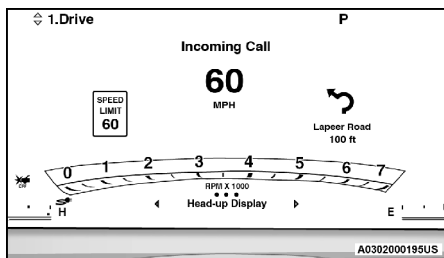 1.Drive
P
Incoming Call
60
MPH
SPEED
LIMIT
60
Lapeer Road
100 ft
0 1 2 3 4 5 6 7
RPM X 1000
H
Head-up Display
E
A0302000195US